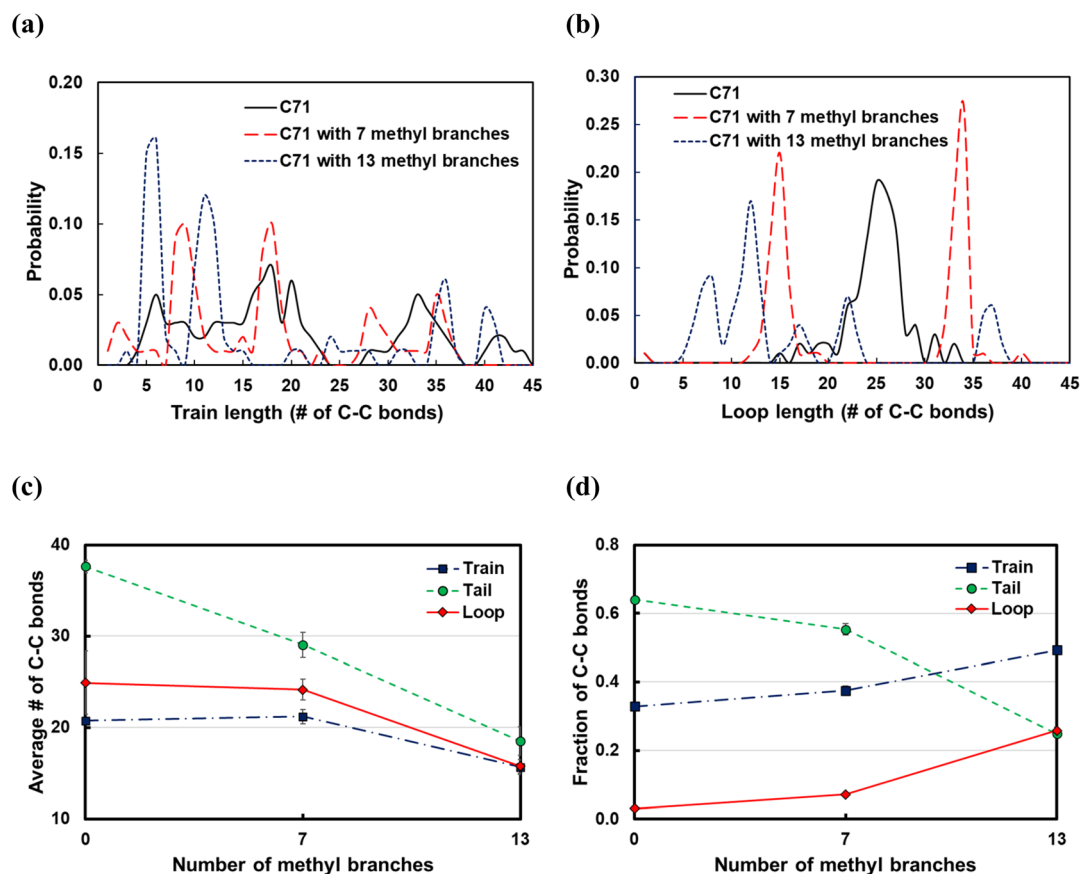 (a)
0.20
0.15
0.10
0.05
0.00
Probability
C71
C71 with 7 methyl branches
C71 with 13 methyl branches
0 5 10 15 20 25 30 35 40 45
Train length (# of C-C bonds)
(b)
0.30
0.25
0.20
0.15
0.10
0.05
0.00
Probability
C71
C71 with 7 methyl branches
C71 with 13 methyl branches
0 5 10 15 20 25 30 35 40 45
Loop length (# of C-C bonds)
(c)
40
30
20
10
Average # of C-C bonds
Train
Tail
Loop
0 7 13
Number of methyl branches
(d)
0.8
0.6
0.4
0.2
0.0
Fraction of C-C bonds
Train
Tail
Loop
0 7 13
Number of methyl branches